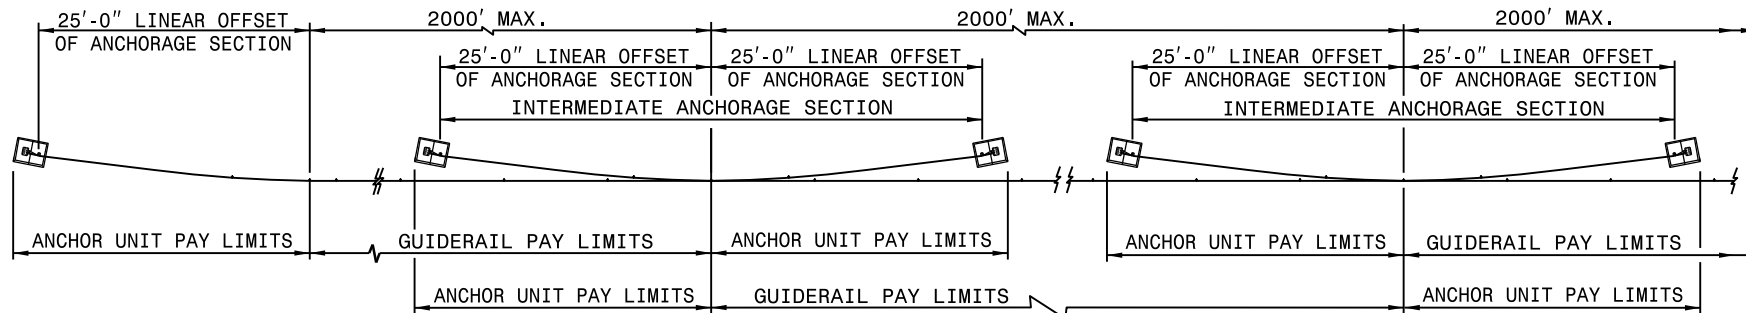 25'-0" LINEAR OFFSET
OF ANCHORAGE SECTION
2000' MAX.
2000' MAX.
2000' MAX.
25'-0" LINEAR OFFSET
OF ANCHORAGE SECTION
25'-0" LINEAR OFFSET
OF ANCHORAGE SECTION
25'-0" LINEAR OFFSET
OF ANCHORAGE SECTION
25'-0" LINEAR OFFSET
OF ANCHORAGE SECTION
INTERMEDIATE ANCHORAGE SECTION
INTERMEDIATE ANCHORAGE SECTION
ANCHOR UNIT PAY LIMITS
GUIDERAIL PAY LIMITS
ANCHOR UNIT PAY LIMITS
ANCHOR UNIT PAY LIMITS
GUIDERAIL PAY LIMITS
ANCHOR UNIT PAY LIMITS
GUIDERAIL PAY LIMITS
ANCHOR UNIT PAY LIMITS